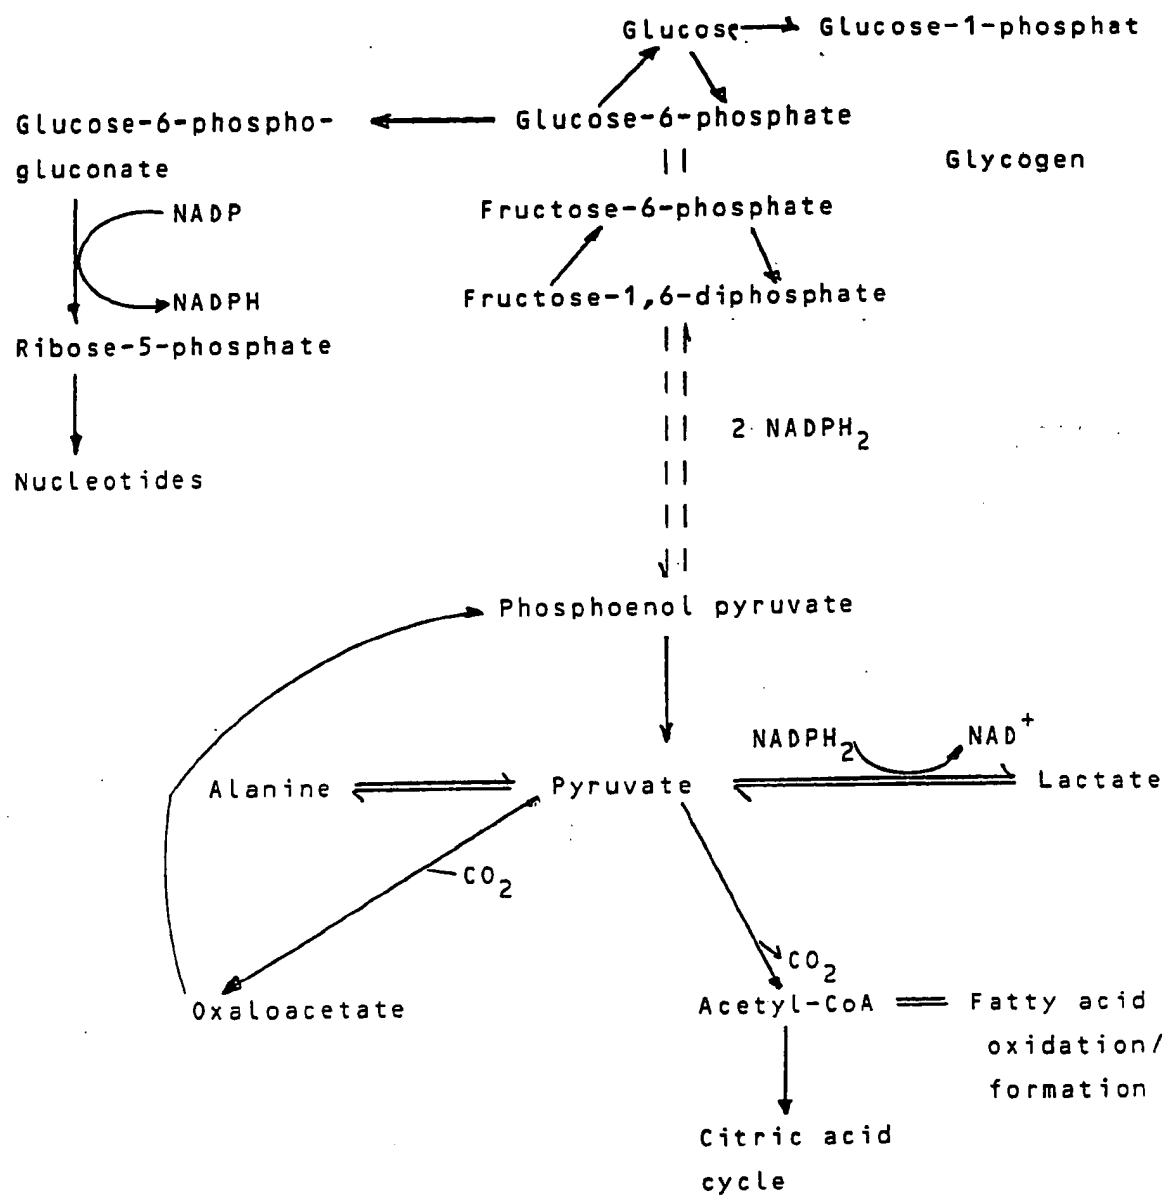 Glucose
Glucose-1-phosphat
Glucose-6-phospho-
gluconate
Glucose-6-phosphate
Glycogen
NADP
Fructose-6-phosphate
NADPH
Fructose-1,6-diphosphate
Ribose-5-phosphate
2 NADPH2
Nucleotides
Phosphoenol pyruvate
NADPH2
NAD+
Alanine
Pyruvate
Lactate
CO2
CO2
Oxaloacetate
Acetyl-CoA
Fatty acid
oxidation/
formation
Citric acid
cycle